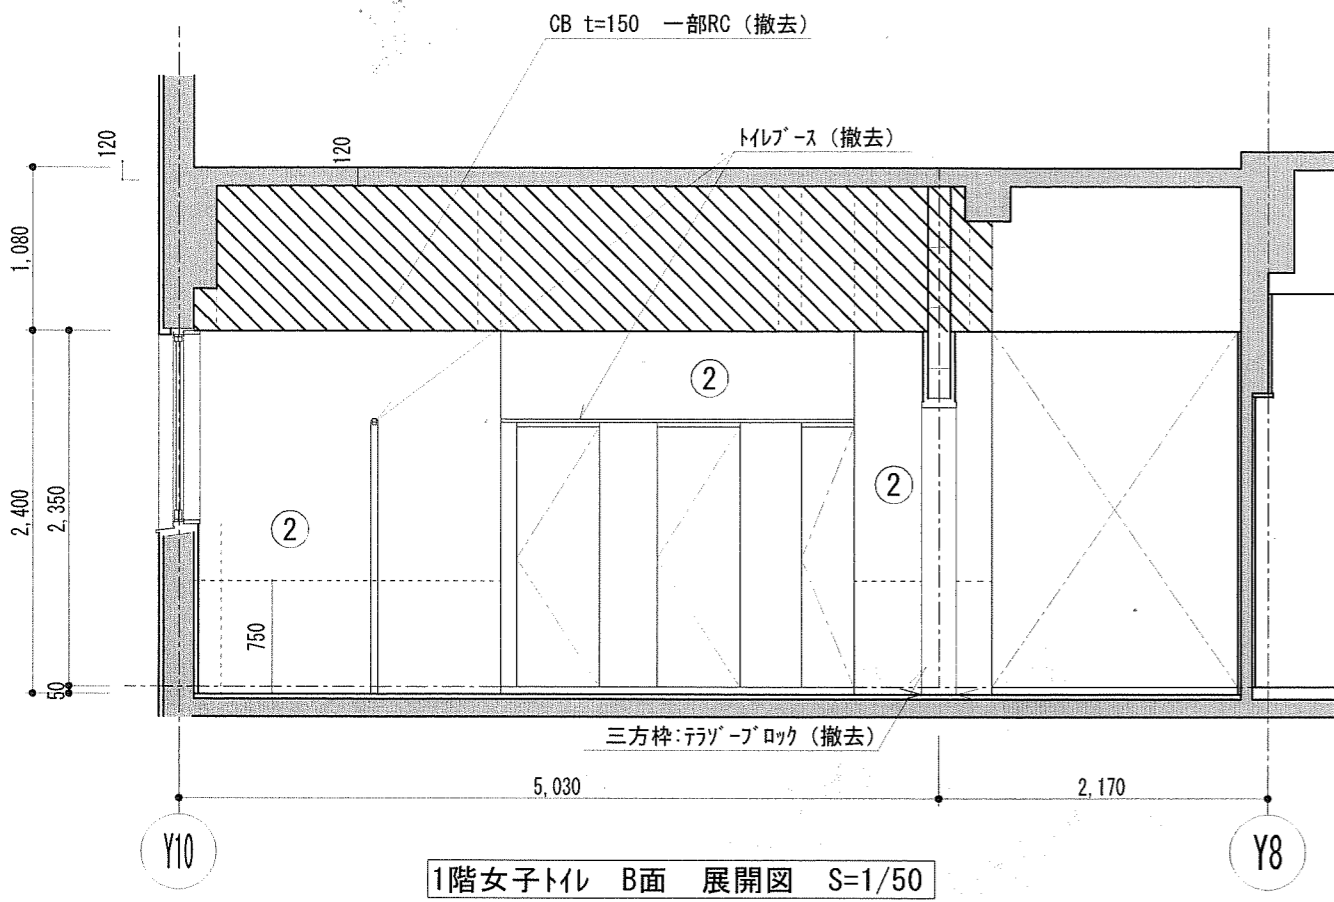 CB t=150 一部RC (撤去)
トイレブース (撤去)
120
120
1,080
2,400
2,350
50
750
②
②
②
三方枠:テラゾーブロック (撤去)
5,030
2,170
Y10
Y8
1階女子トイレ B面 展開図 S=1/50